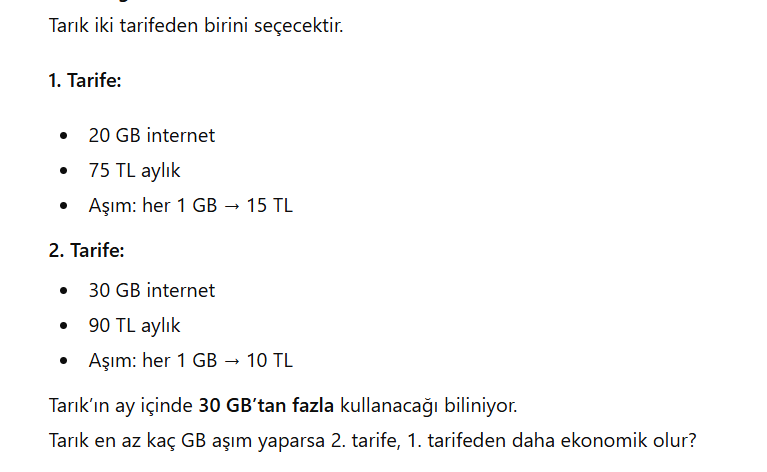 Tarık iki tarifeden birini seçecektir.
1. Tarife:
• 20 GB internet
• 75 TL aylık
• Aşım: her 1 GB → 15 TL
2. Tarife:
• 30 GB internet
• 90 TL aylık
• Aşım: her 1 GB → 10 TL
Tarık’ın ay içinde 30 GB’tan fazla kullanacağı biliniyor.
Tarık en az kaç GB aşım yaparsa 2. tarife, 1. tarifeden daha ekonomik olur?